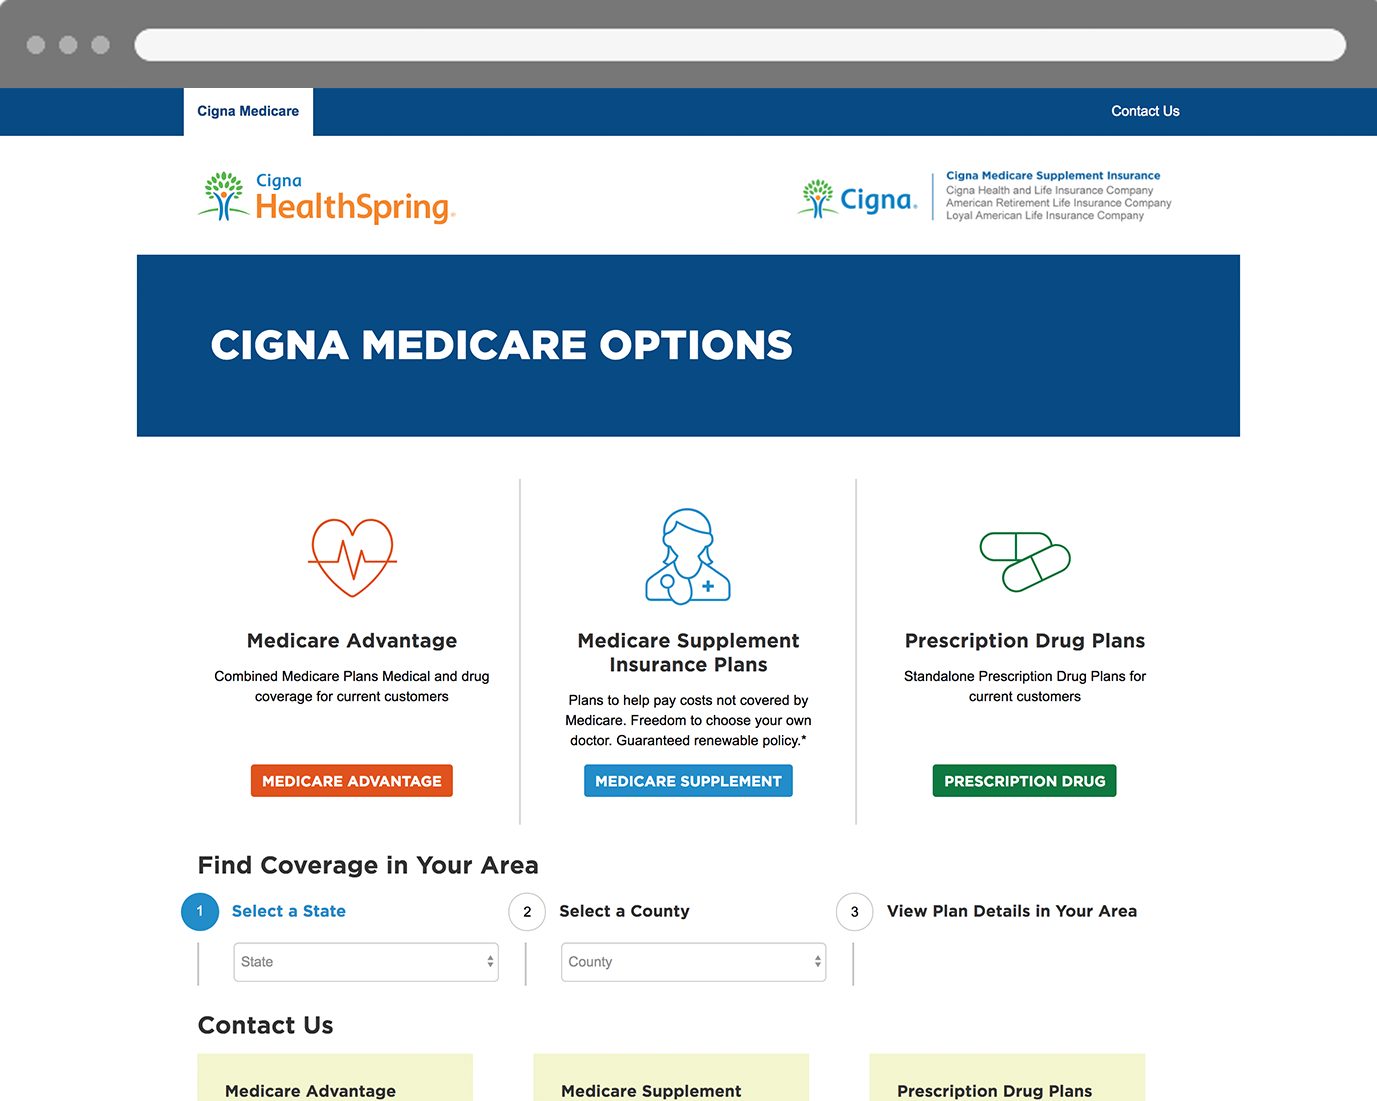 Cigna Medicare
Contact Us
Cigna
HealthSpring®
Cigna®
Cigna Medicare Supplement Insurance
Cigna Health and Life Insurance Company
American Retirement Life Insurance Company
Loyal American Life Insurance Company
CIGNA MEDICARE OPTIONS
Medicare Advantage
Combined Medicare Plans Medical and drug
coverage for current customers
MEDICARE ADVANTAGE
Medicare Supplement
Insurance Plans
Plans to help pay costs not covered by
Medicare. Freedom to choose your own
doctor. Guaranteed renewable policy.*
MEDICARE SUPPLEMENT
Prescription Drug Plans
Standalone Prescription Drug Plans for
current customers
PRESCRIPTION DRUG
Find Coverage in Your Area
1 Select a State
State
2 Select a County
County
3 View Plan Details in Your Area
Contact Us
Medicare Advantage
Medicare Supplement
Prescription Drug Plans